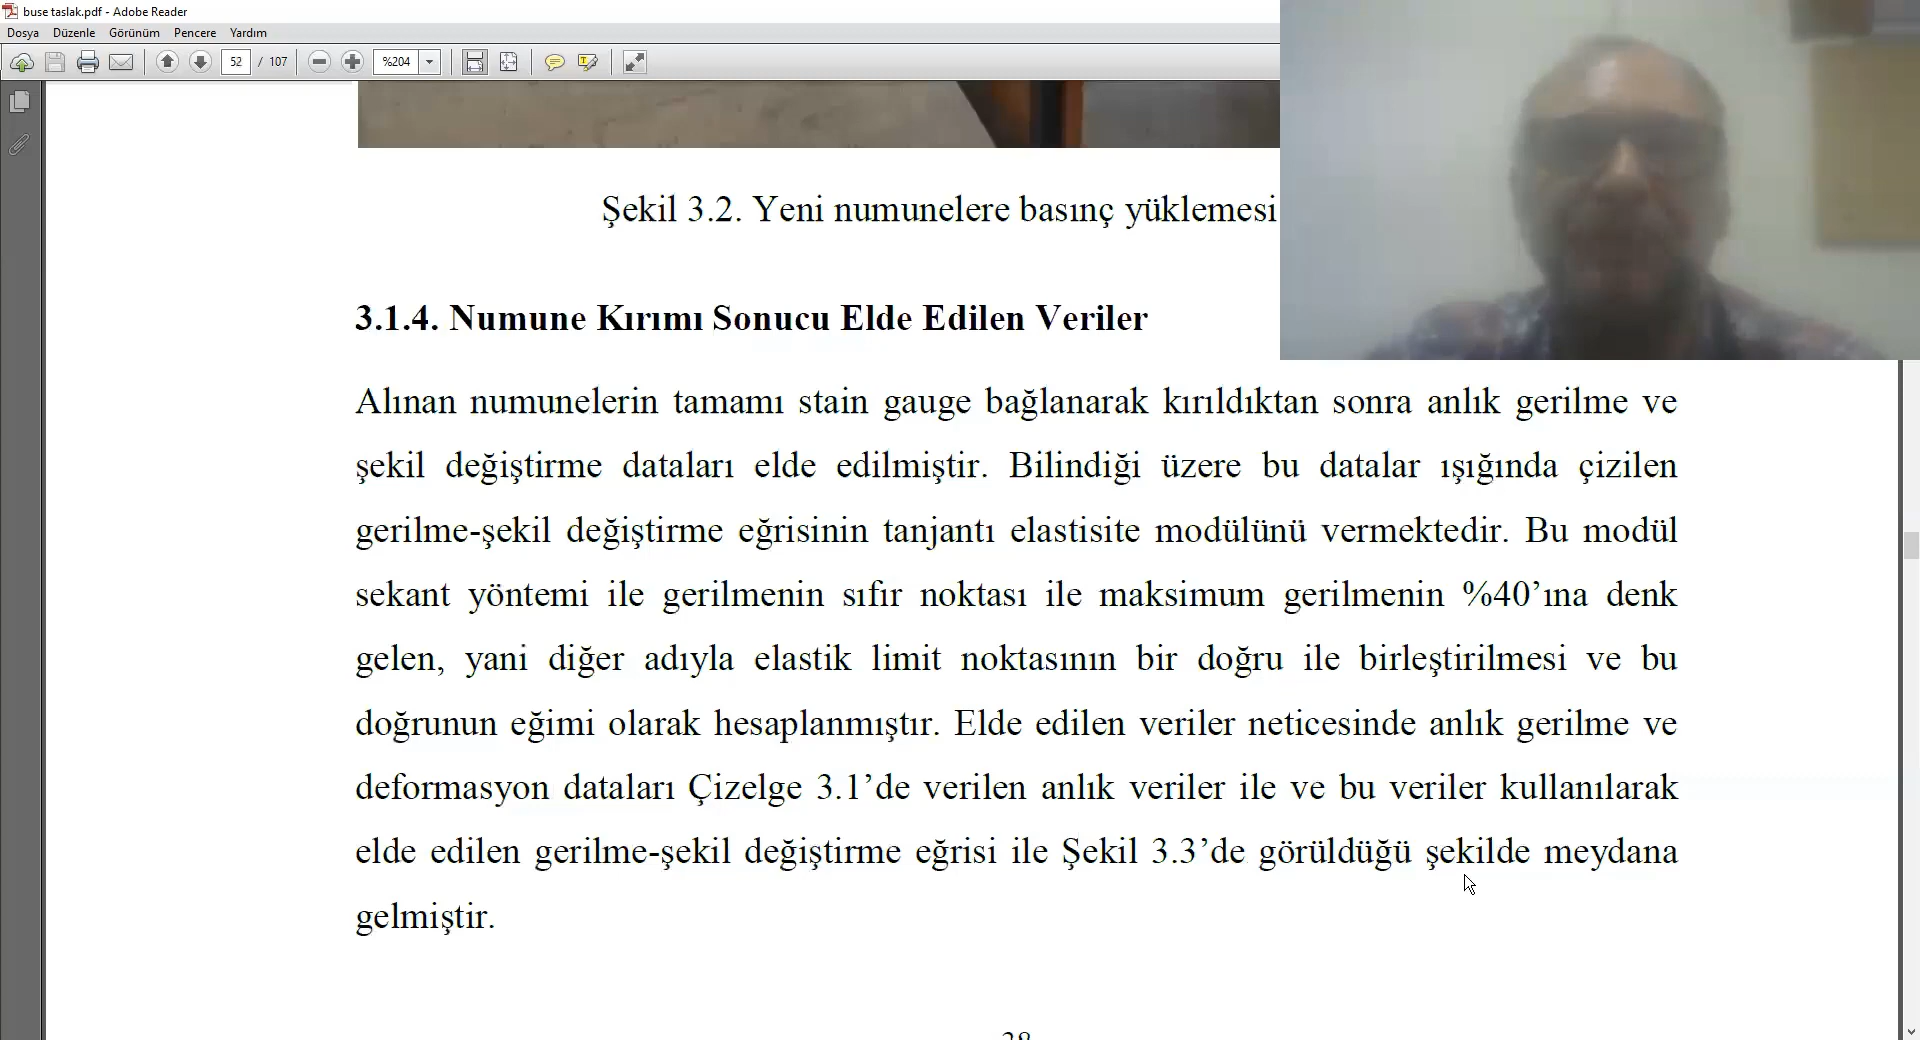 buse taslak.pdf - Adobe Reader
Dosya Düzenle Görünüm Pencere Yardım
52 / 107 %204
Şekil 3.2. Yeni numunelere basınç yüklemesi
3.1.4. Numune Kırımı Sonucu Elde Edilen Veriler
Alınan numunelerin tamamı stain gauge bağlanarak kırıldıktan sonra anlık gerilme ve
şekil değiştirme dataları elde edilmiştir. Bilindiği üzere bu datalar ışığında çizilen
gerilme-şekil değiştirme eğrisinin tanjantı elastisite modülünü vermektedir. Bu modül
sekant yöntemi ile gerilmenin sıfır noktası ile maksimum gerilmenin %40’ına denk
gelen, yani diğer adıyla elastik limit noktasının bir doğru ile birleştirilmesi ve bu
doğrunun eğimi olarak hesaplanmıştır. Elde edilen veriler neticesinde anlık gerilme ve
deformasyon dataları Çizelge 3.1’de verilen anlık veriler ile ve bu veriler kullanılarak
elde edilen gerilme-şekil değiştirme eğrisi ile Şekil 3.3’de görüldüğü şekilde meydana
gelmiştir.